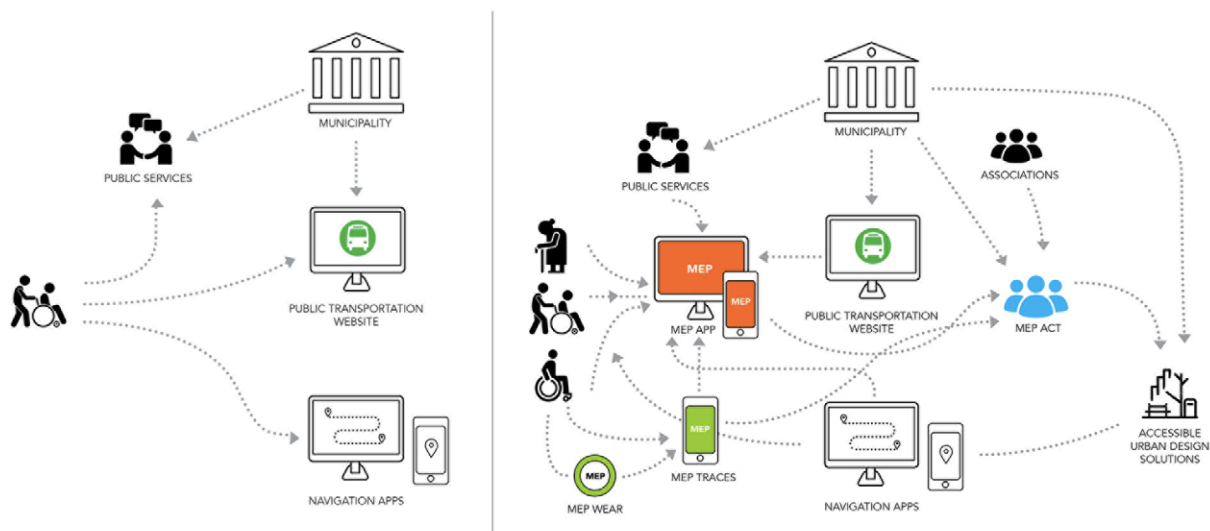 MUNICIPALITY
PUBLIC SERVICES
PUBLIC TRANSPORTATION
WEBSITE
NAVIGATION APPS
MUNICIPALITY
ASSOCIATIONS
PUBLIC SERVICES
MEP
MEP
MEP APP
PUBLIC TRANSPORTATION
WEBSITE
MEP ACT
MEP
MEP TRACES
MEP
MEP WEAR
NAVIGATION APPS
ACCESSIBLE
URBAN DESIGN
SOLUTIONS